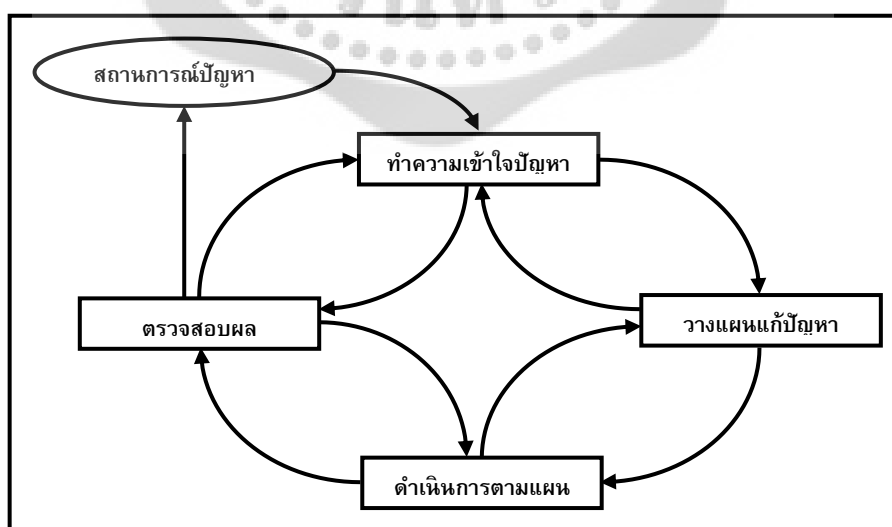 สถานการณ์ปัญหา
ทำความเข้าใจปัญหา
ตรวจสอบผล
วางแผนแก้ปัญหา
ดำเนินการตามแผน